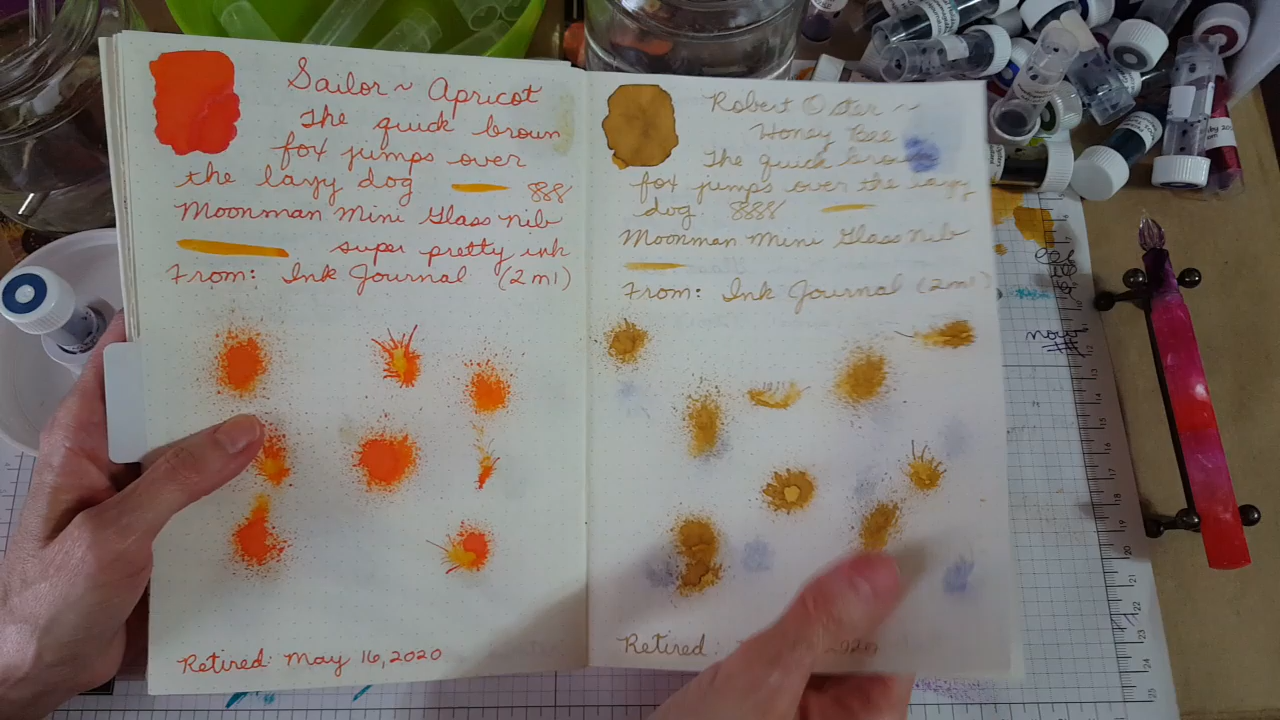 Sailor ~ Apricot
The quick brown
fox jumps over
the lazy dog 888
Moonman Mini Glass nib
super pretty ink
From: Ink Journal (2ml)
Retired: May 16, 2020
Robert Oster ~
Honey Bee
The quick brown
fox jumps over the lazy
dog. 8888
Moonman Mini Glass Nib
From: Ink Journal (2ml)
Retired: 2020